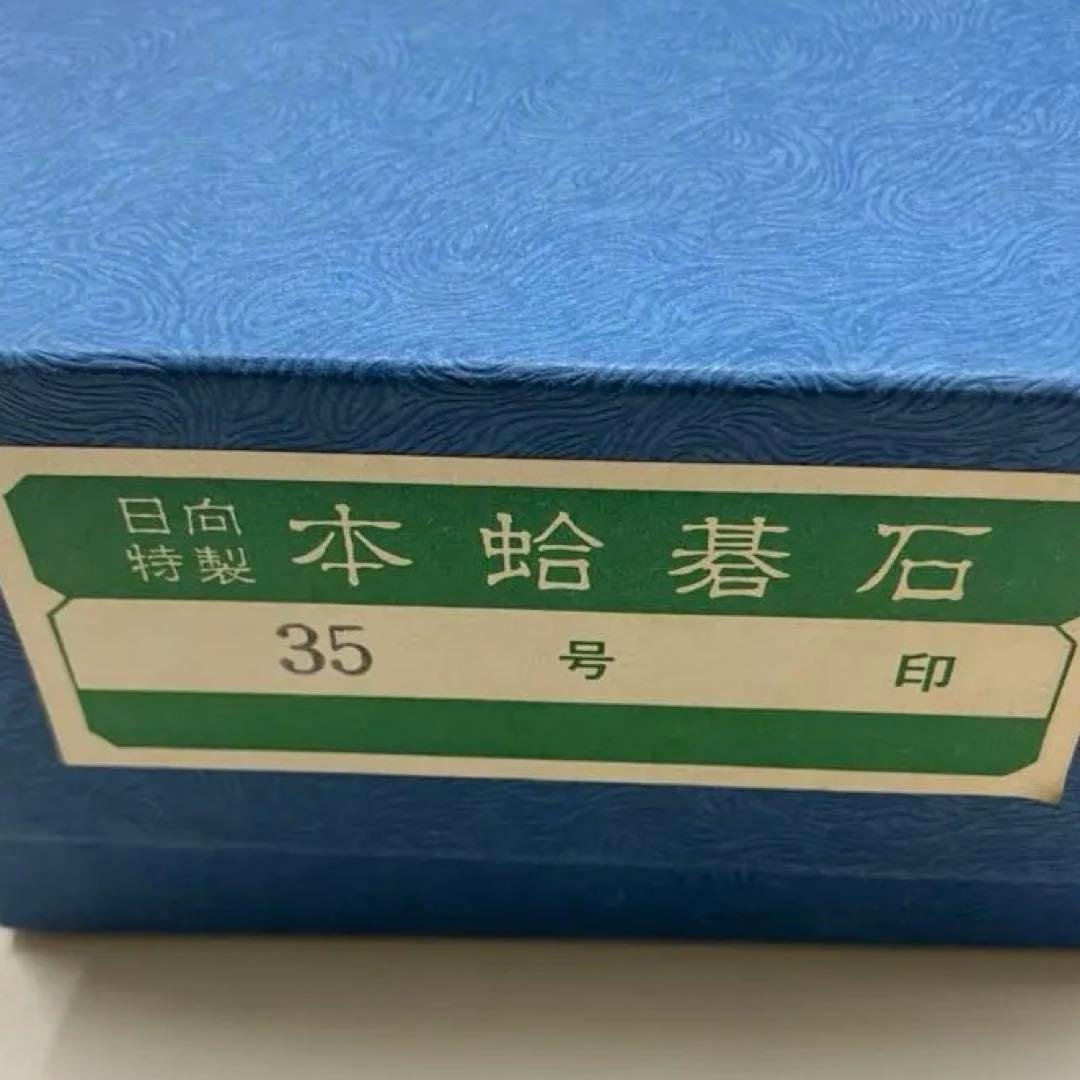 日向
特製
本蛤碁石
35 号 印